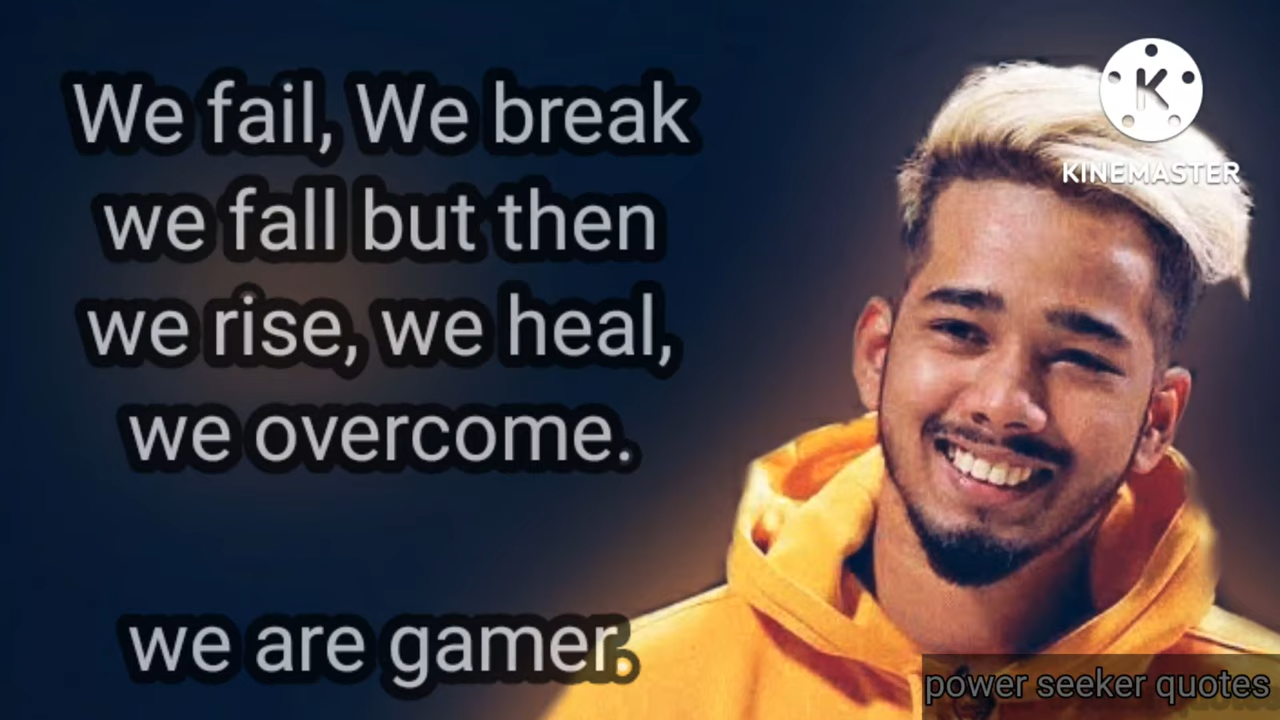 We fail, We break
we fall but then
we rise, we heal,
we overcome.
we are gamer.
K
KINEMASTER
power seeker quotes